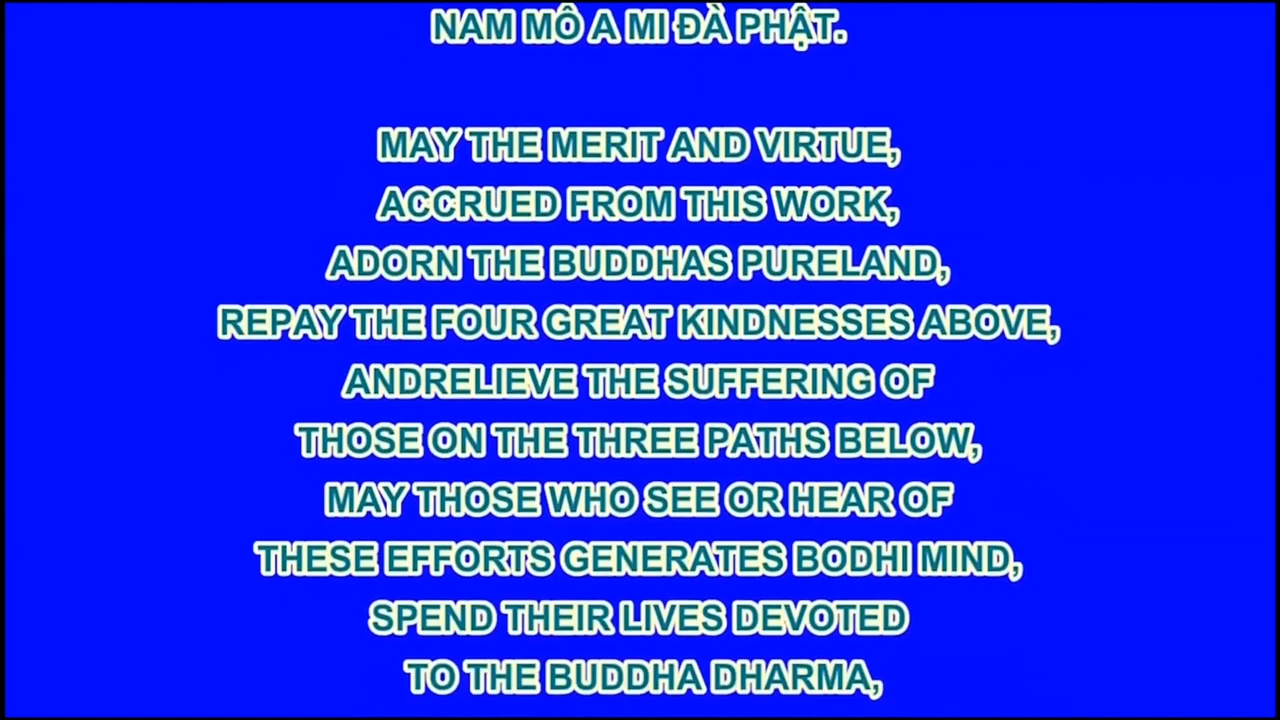 NAM MÔ A MI ĐÀ PHẬT.
MAY THE MERIT AND VIRTUE,
ACCRUED FROM THIS WORK,
ADORN THE BUDDHAS PURELAND,
REPAY THE FOUR GREAT KINDNESSES ABOVE,
ANDRELIEVE THE SUFFERING OF
THOSE ON THE THREE PATHS BELOW,
MAY THOSE WHO SEE OR HEAR OF
THESE EFFORTS GENERATES BODHI MIND,
SPEND THEIR LIVES DEVOTED
TO THE BUDDHA DHARMA,